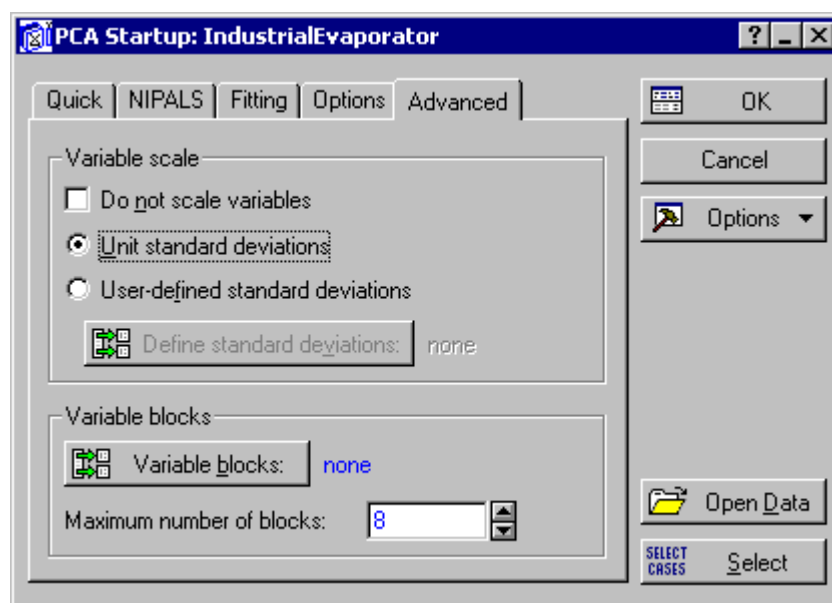 PCA Startup: IndustrialEvaporator
Quick NIPALS Fitting Options Advanced
Variable scale
Do not scale variables
Unit standard deviations
User-defined standard deviations
Define standard deviations: none
Variable blocks
Variable blocks: none
Maximum number of blocks: 8
OK
Cancel
Options
Open Data
SELECT CASES Select